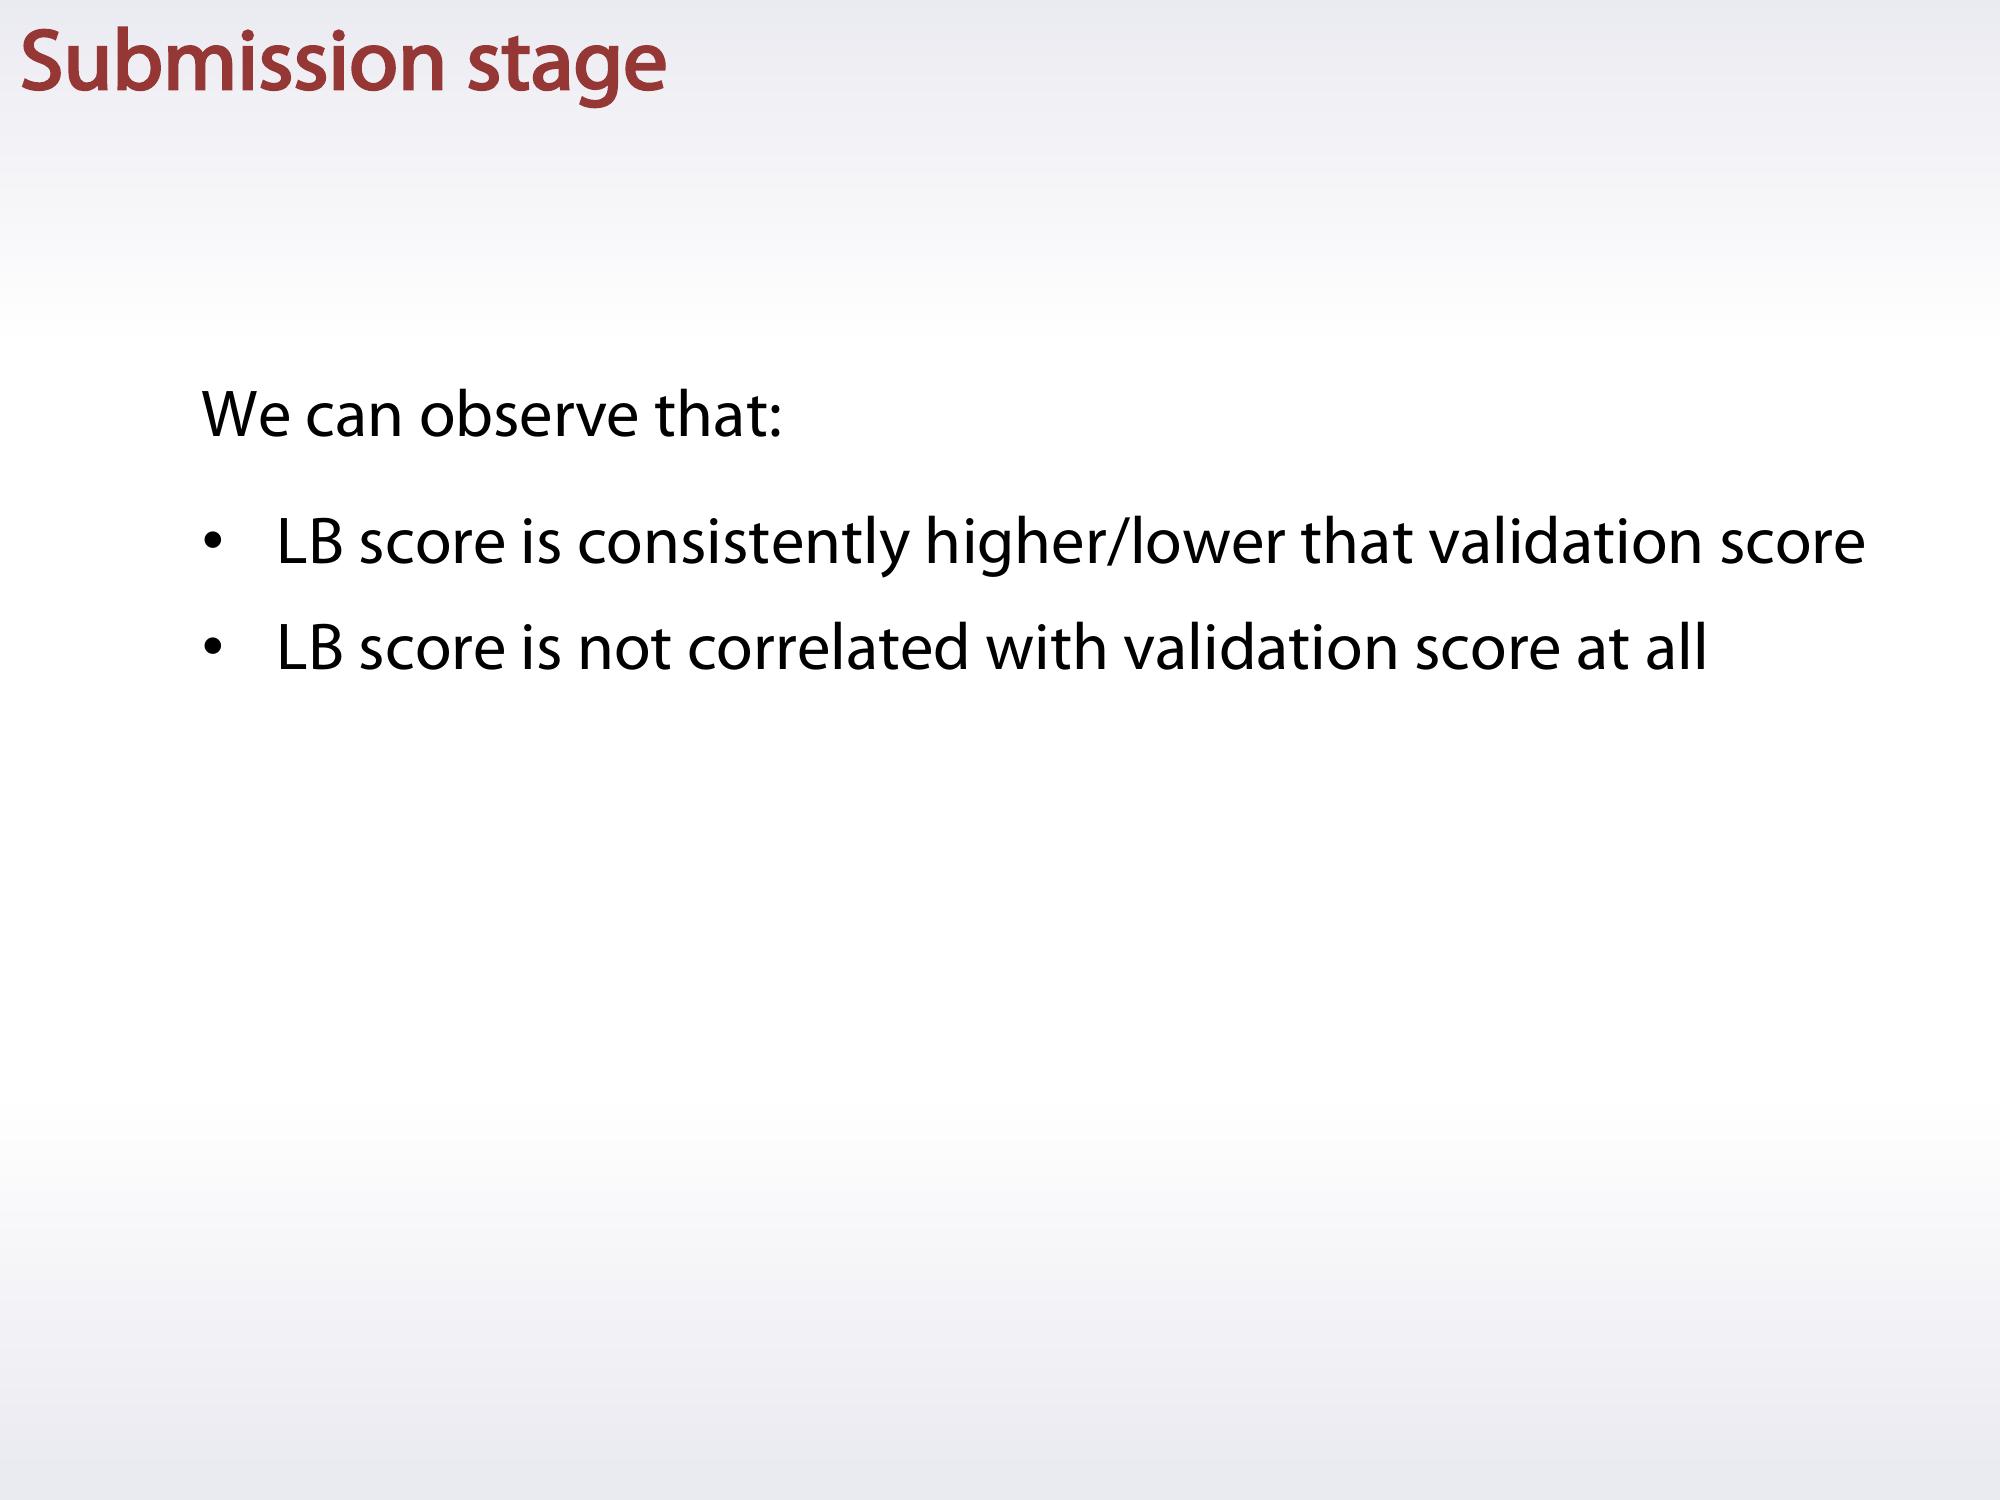 Submission stage
We can observe that:
• LB score is consistently higher/lower that validation score
• LB score is not correlated with validation score at all